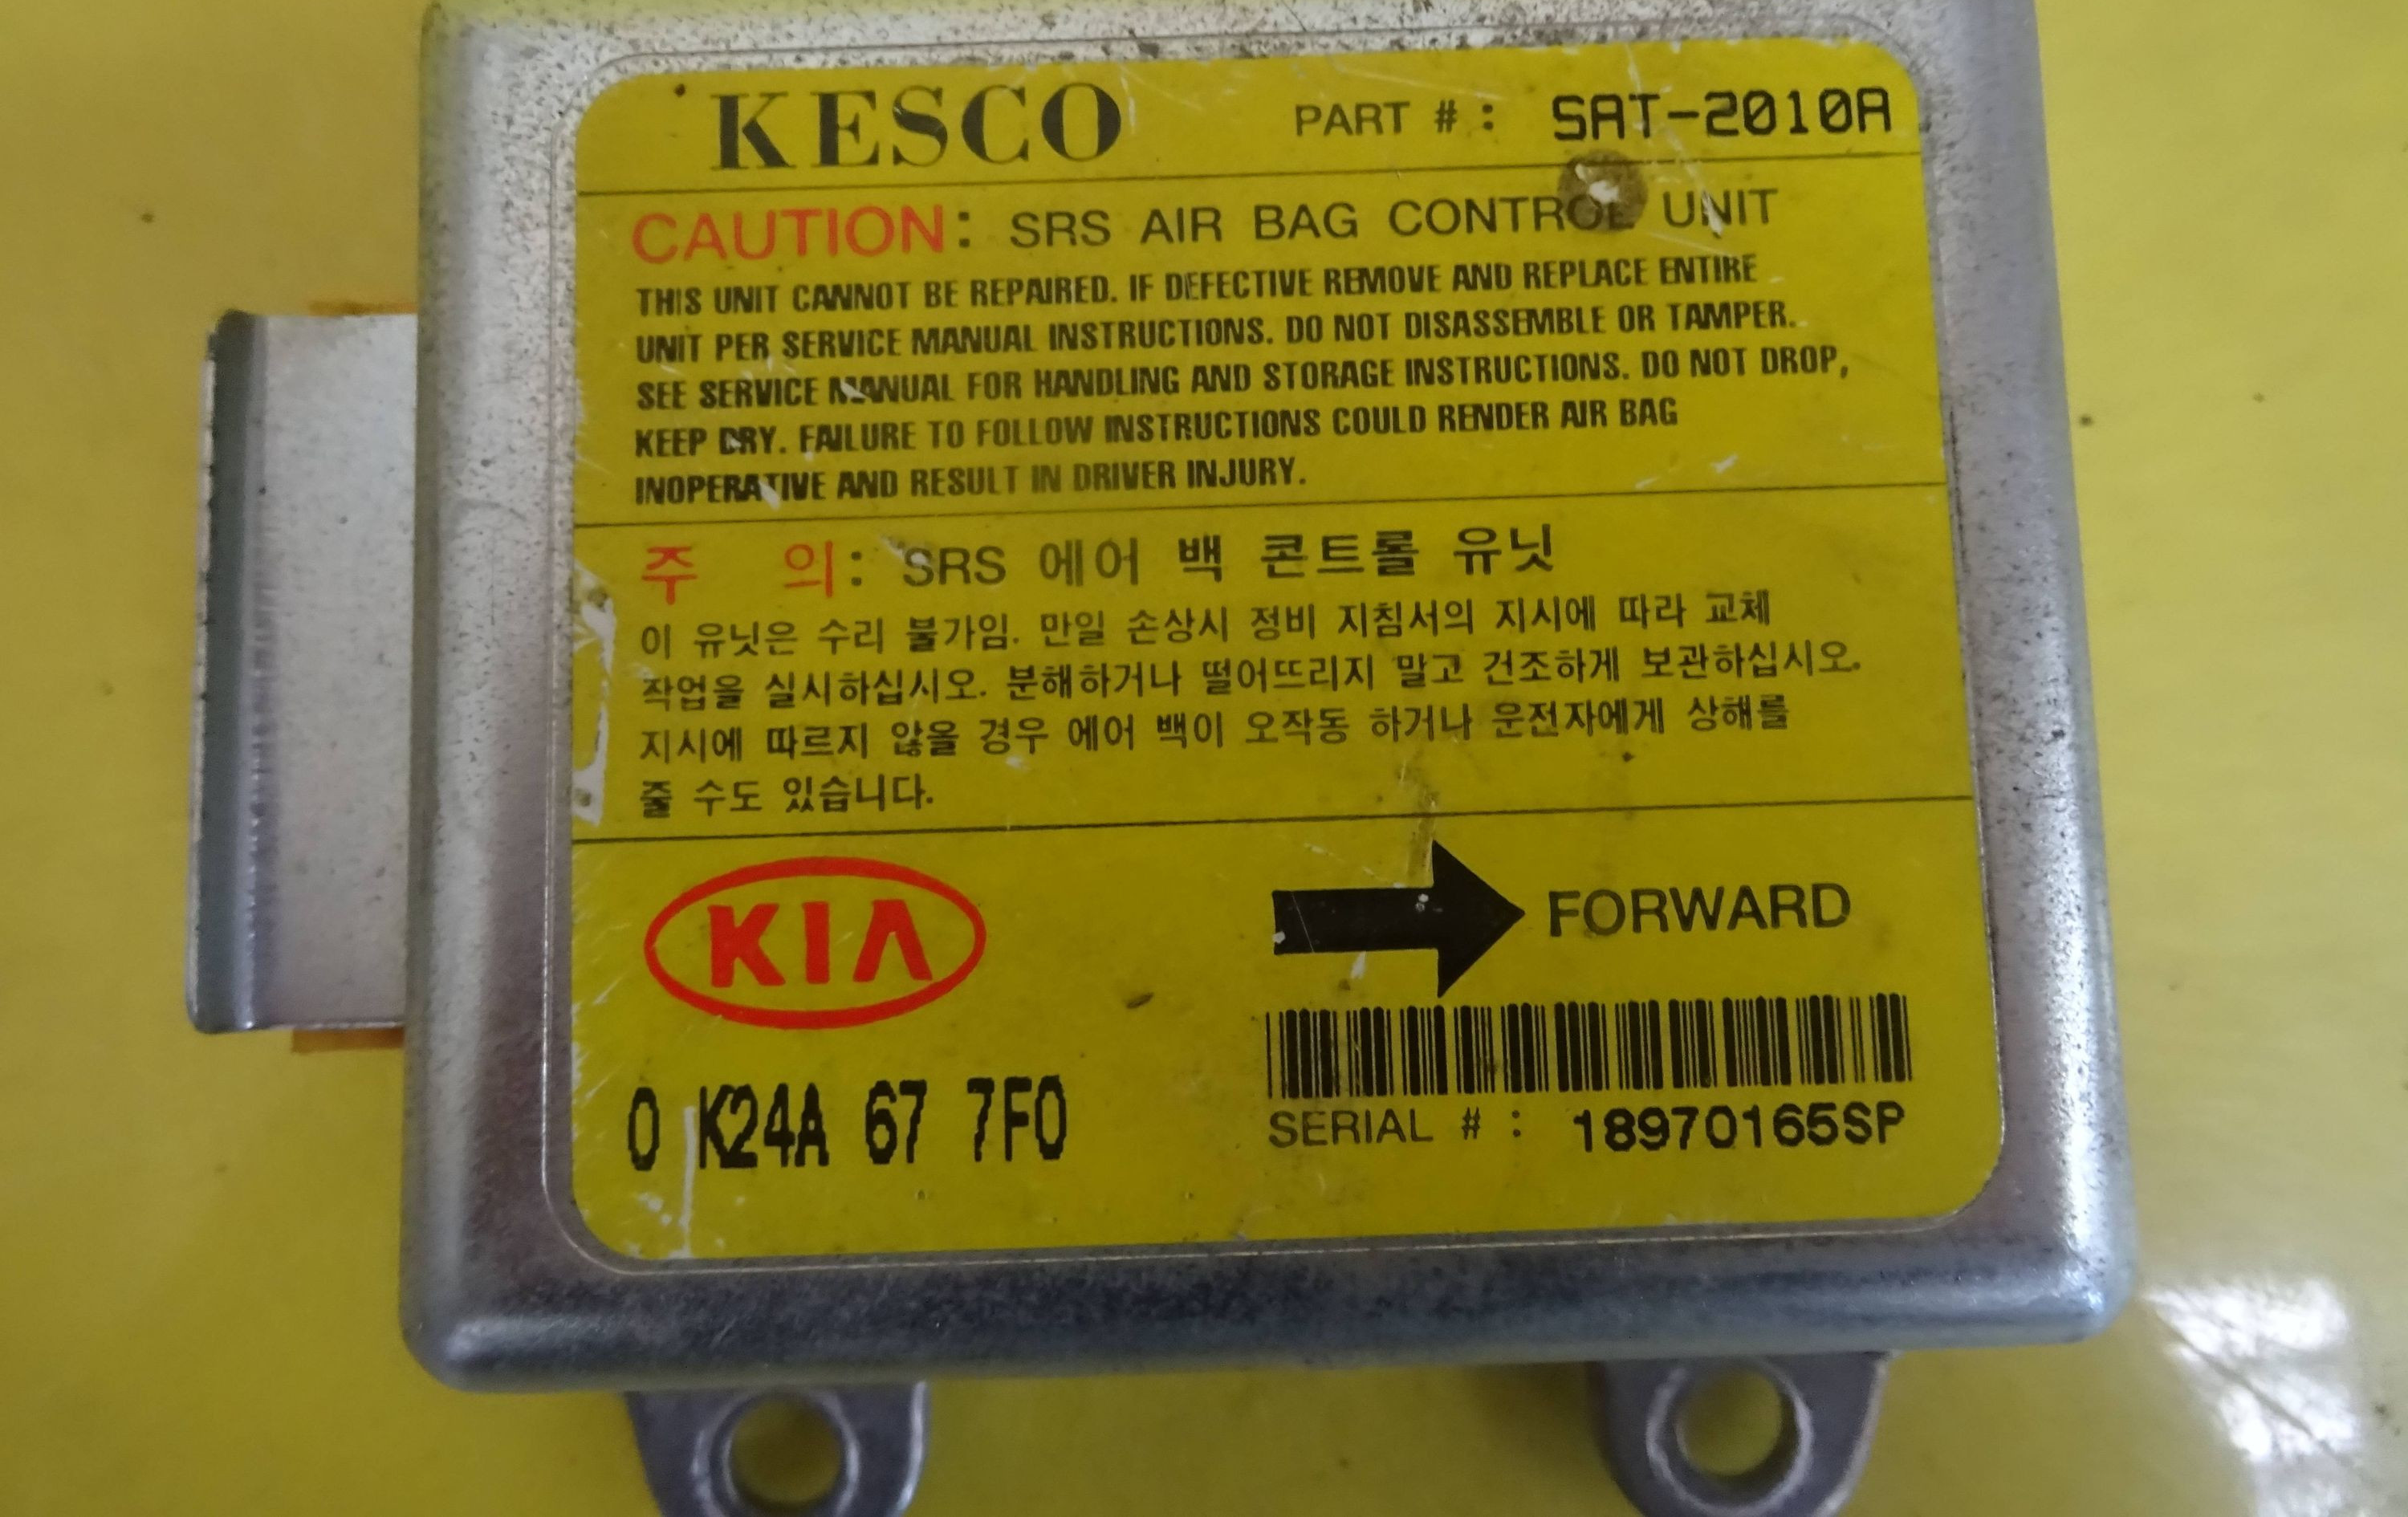 KESCO PART # : SAT-2010A
CAUTION: SRS AIR BAG CONTROL UNIT
THIS UNIT CANNOT BE REPAIRED. IF DEFECTIVE REMOVE AND REPLACE ENTIRE
UNIT PER SERVICE MANUAL INSTRUCTIONS. DO NOT DISASSEMBLE OR TAMPER.
SEE SERVICE MANUAL FOR HANDLING AND STORAGE INSTRUCTIONS. DO NOT DROP,
KEEP DRY. FAILURE TO FOLLOW INSTRUCTIONS COULD RENDER AIR BAG
INOPERATIVE AND RESULT IN DRIVER INJURY.
주 의: SRS 에어 백 콘트롤 유닛
이 유닛은 수리 불가임. 만일 손상시 정비 지침서의 지시에 따라 교체
작업을 실시하십시오. 분해하거나 떨어뜨리지 말고 건조하게 보관하십시오.
지시에 따르지 않을 경우 에어 백이 오작동 하거나 운전자에게 상해를
줄 수도 있습니다.
KIA
FORWARD
0 K24A 67 7F0
SERIAL # : 18970165SP